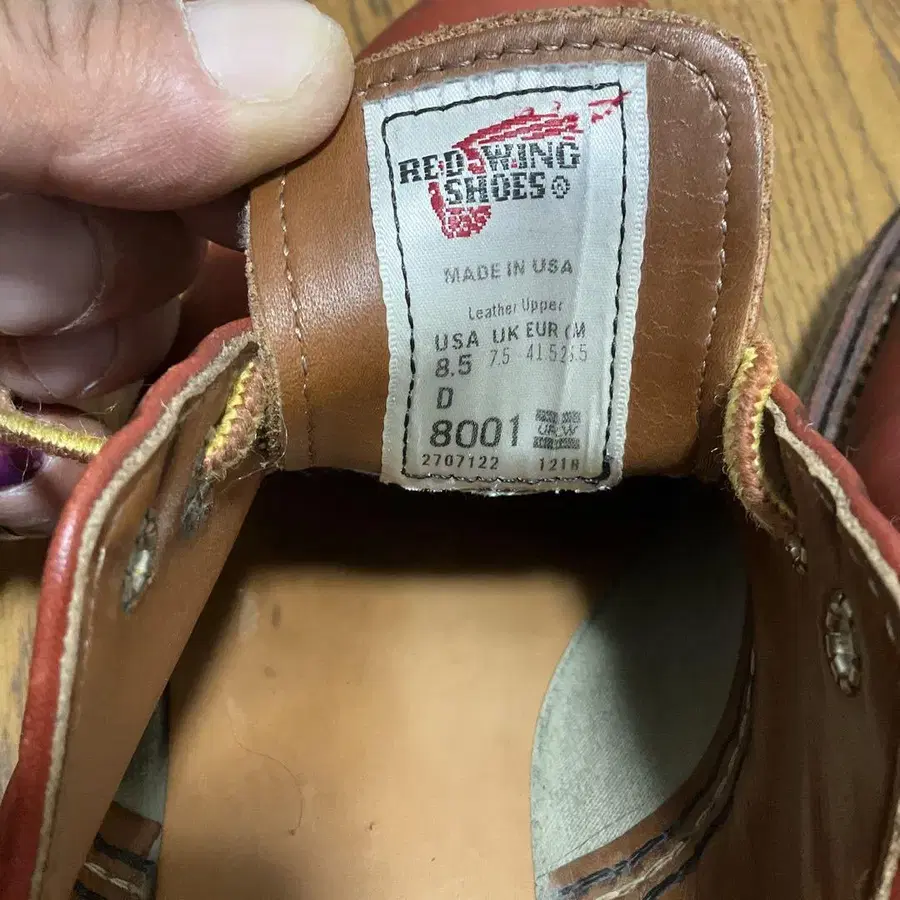 RED WING
SHOES®
MADE IN USA
Leather Upper
USA UK EUR CM
8.5 7.5 41.5 26.5
D
8001
2707122 1218